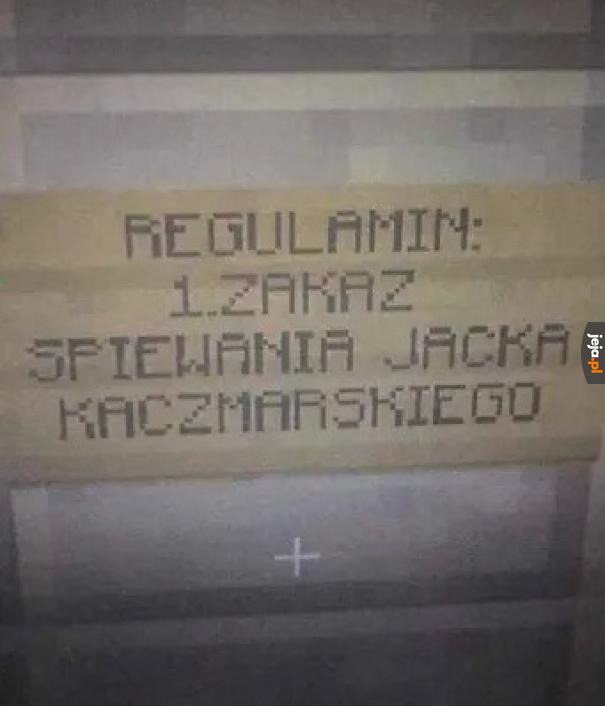 REGULAMIN:
1.ZAKAZ
SPIEWANIA JACKA
KACZMARSKIEGO
jeja.pl